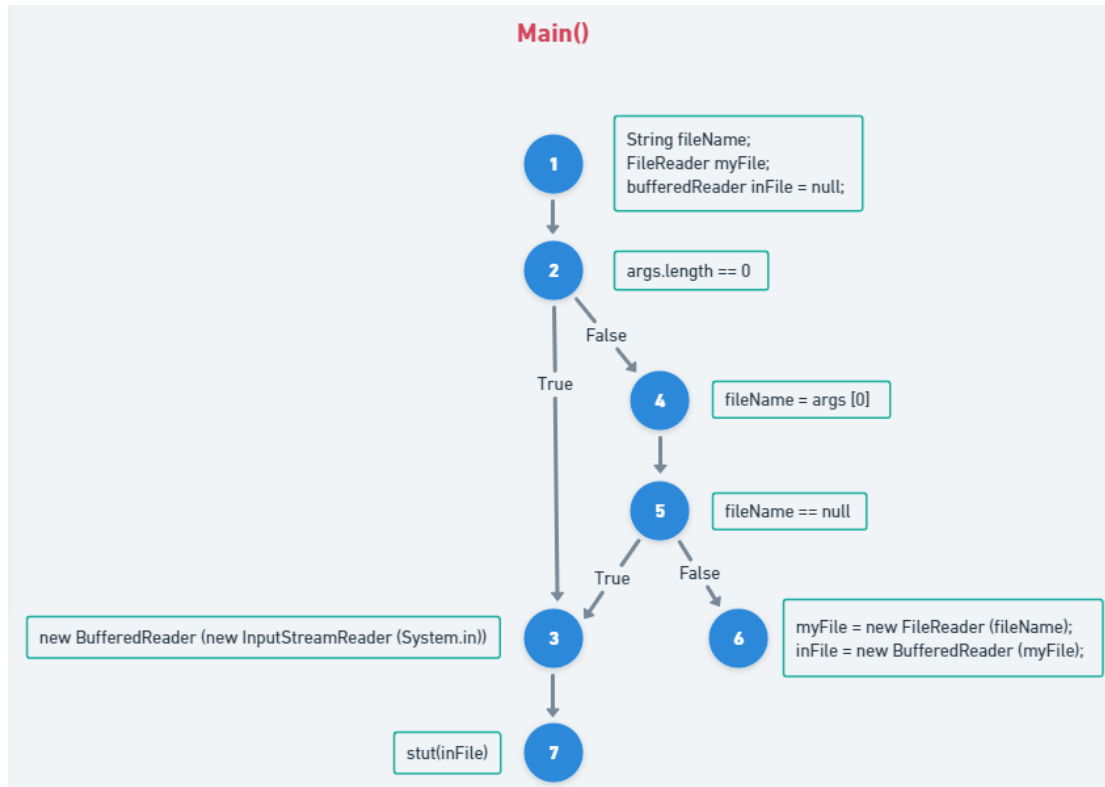 Main()
1
String fileName;
FileReader myFile;
bufferedReader inFile = null;
2
args.length == 0
False
True
4
fileName = args [0]
5
fileName == null
True
False
new BufferedReader (new InputStreamReader (System.in))
3
6
myFile = new FileReader (fileName);
inFile = new BufferedReader (myFile);
stut(inFile)
7